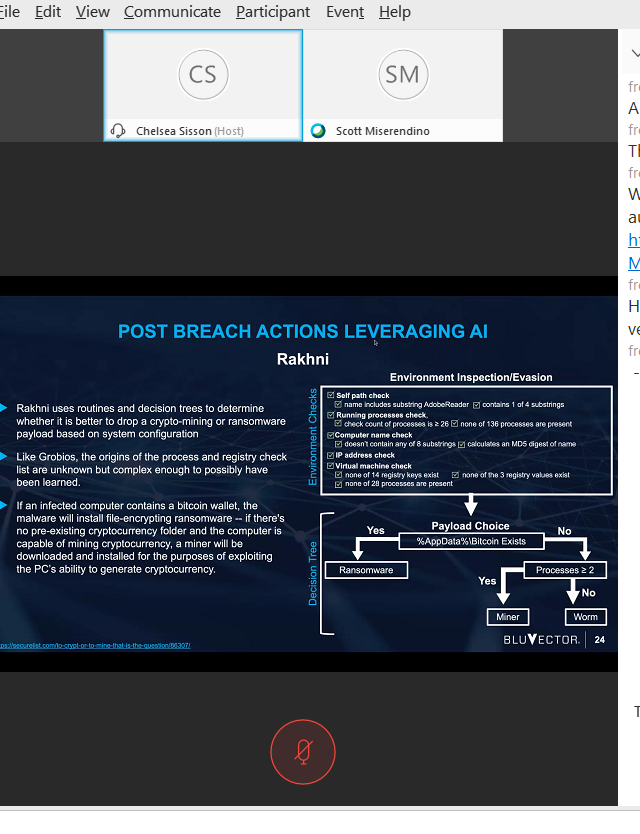 File Edit View Communicate Participant Event Help
CS
SM
Chelsea Sisson (Host)
Scott Miserendino
POST BREACH ACTIONS LEVERAGING AI
Rakhni
Rakhni uses routines and decision trees to determine
whether it is better to drop a crypto-mining or ransomware
payload based on system configuration
Like Grobios, the origins of the process and registry check
list are unknown but complex enough to possibly have
been learned.
If an infected computer contains a bitcoin wallet, the
malware will install file-encrypting ransomware -- if there's
no pre-existing cryptocurrency folder and the computer is
capable of mining cryptocurrency, a miner will be
downloaded and installed for the purposes of exploiting
the PC's ability to generate cryptocurrency.
Environment Inspection/Evasion
Environment Checks
Self path check
name includes substring AdobeReader contains 1 of 4 substrings
Running processes check,
check count of processes is ≥ 26 none of 136 processes are present
Computer name check
doesn't contain any of 8 substrings calculates an MD5 digest of name
IP address check
Virtual machine check
none of 14 registry keys exist none of the 3 registry values exist
none of 28 processes are present
Decision Tree
Payload Choice
Yes
No
%AppData%\Bitcoin Exists
Ransomware
Processes ≥ 2
Yes
No
Miner
Worm
ps://securelist.com/to-crypt-or-to-mine-that-is-the-question/86307/
BLUVECTOR. 24